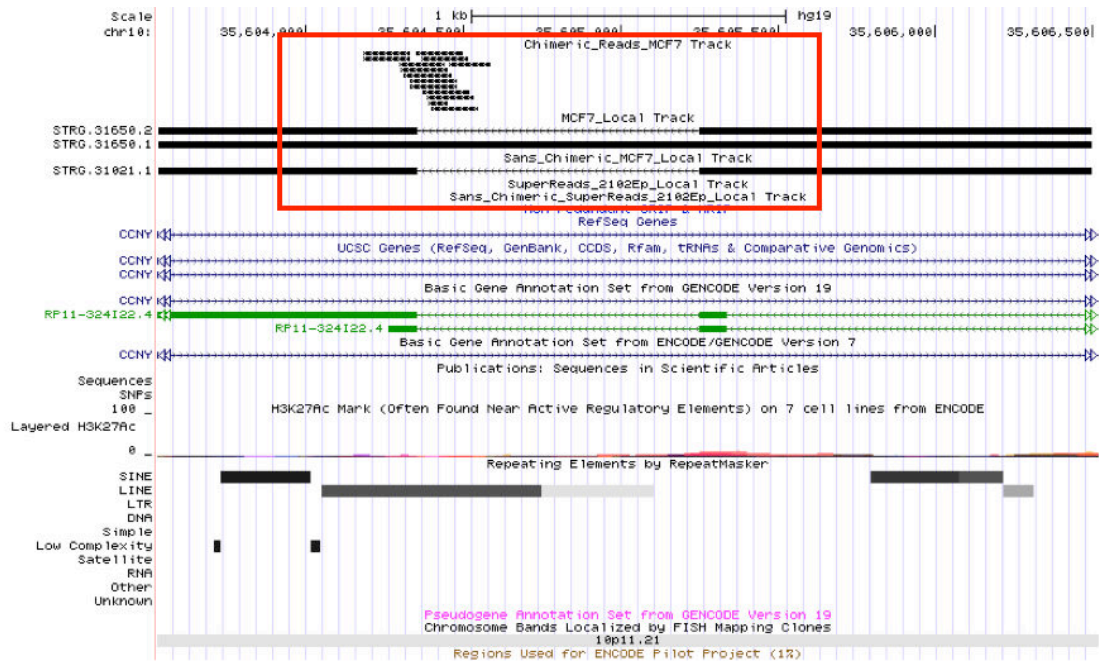 Scale 1 kb hg19
chr10: 35,604,000 35,604,500 35,605,000 35,605,500 35,606,000 35,606,500
Chimeric_Reads_MCF7 Track
MCF7_Local Track
STRG.31650.2
STRG.31650.1
Sans_Chimeric_MCF7_Local Track
STRG.31021.1
SuperReads_2102Ep_Local Track
Sans_Chimeric_SuperReads_2102Ep_Local Track
RefSeq Genes
CCNY
UCSC Genes (RefSeq, GenBank, CCDS, Rfam, tRNAs & Comparative Genomics)
CCNY
CCNY
Basic Gene Annotation Set from GENCODE Version 19
CCNY
RP11-324I22.4
RP11-324I22.4
Basic Gene Annotation Set from ENCODE/GENCODE Version 7
CCNY
Publications: Sequences in Scientific Articles
Sequences
SNPs
100 _ H3K27Ac Mark (Often Found Near Active Regulatory Elements) on 7 cell lines from ENCODE
Layered H3K27Ac
0 _
Repeating Elements by RepeatMasker
SINE
LINE
LTR
DNA
Simple
Low Complexity
Satellite
RNA
Other
Unknown
Pseudogene Annotation Set from GENCODE Version 19
Chromosome Bands Localized by FISH Mapping Clones
10p11.21
Regions Used for ENCODE Pilot Project (1%)